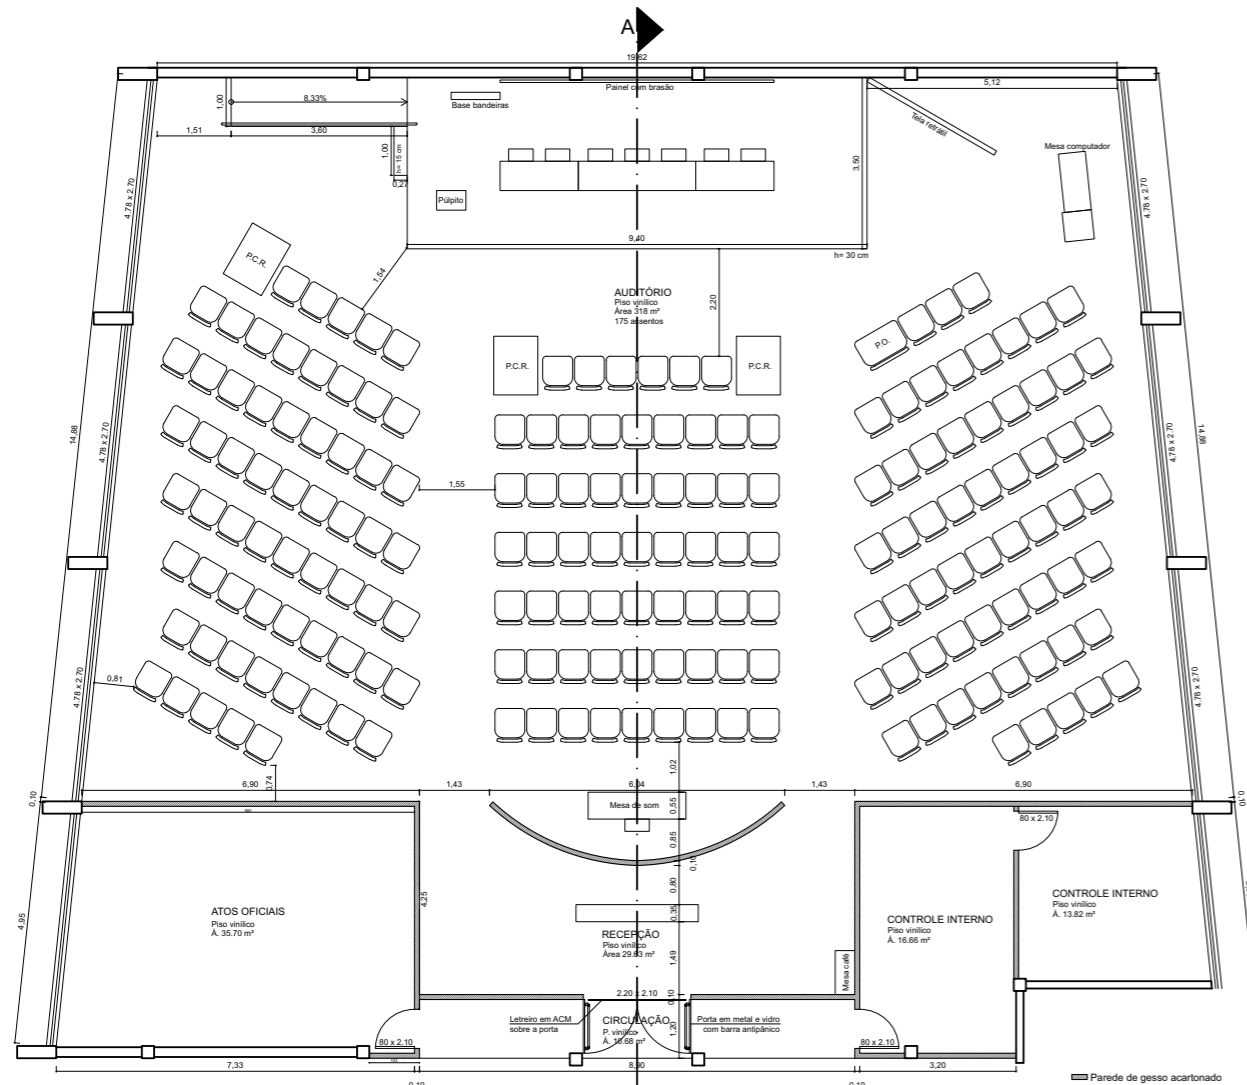 A
19,62
Painel com brasão
5,12
1,00
8,33%
Base bandeiras
Tela retrátil
1,51
3,60
1,00
h= 15 cm
0,27
Mesa computador
3,50
Púlpito
4.78 x 2.70
4.78 x 2.70
9,40
h= 30 cm
P.C.R.
1,54
AUDITÓRIO
Piso vinílico
Área 318 m²
175 assentos
2,20
P.O.
P.C.R.
P.C.R.
14,88
4.78 x 2.70
4.78 x 2.70
14,88
1,55
0,81
4.78 x 2.70
4.78 x 2.70
0,74
1,02
6,90
1,43
6,04
1,43
6,90
0,10
0,10
Mesa de som
0,55
80 x 2.10
0,85
0,10
0,80
4,25
ATOS OFICIAIS
Piso vinílico
Á. 35.70 m²
0,35
CONTROLE INTERNO
Piso vinílico
Á. 13.82 m²
CONTROLE INTERNO
Piso vinílico
Á. 16.66 m²
4,95
RECEPÇÃO
Piso vinílico
Área 29.63 m²
1,49
Mesa café
2.20 x 2.10
0,10
Letreiro em ACM
sobre a porta
CIRCULAÇÃO
P. vinílico
Á. 10.68 m²
1,20
Porta em metal e vidro
com barra antipânico
80 x 2.10
80 x 2.10
7,33
8,90
3,20
0,10
0,10
Parede de gesso acartonado